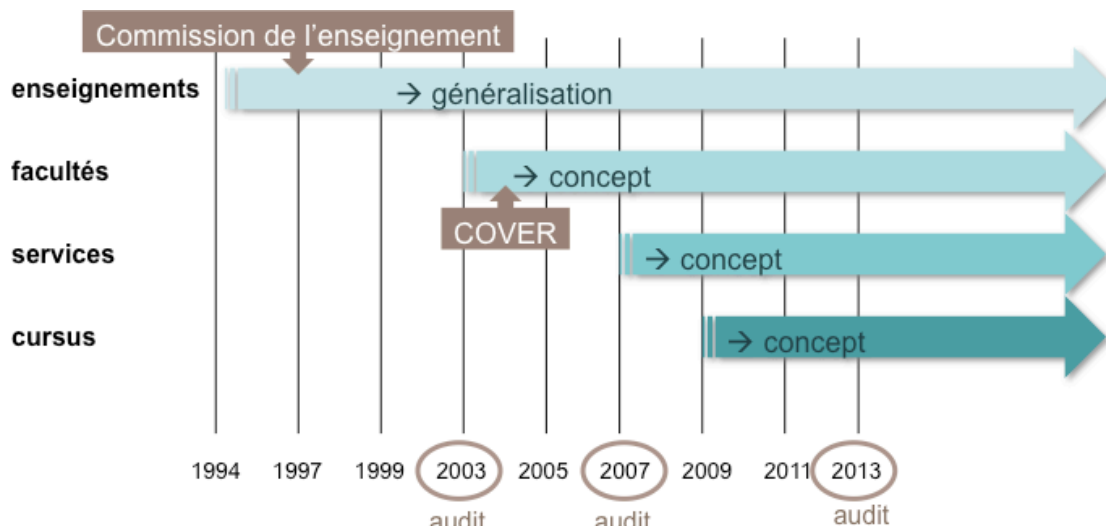 Commission de l'enseignement
enseignements
→ généralisation
facultés
→ concept
COVER
services
→ concept
cursus
→ concept
1994 1997 1999 2003 2005 2007 2009 2011 2013
audit audit audit